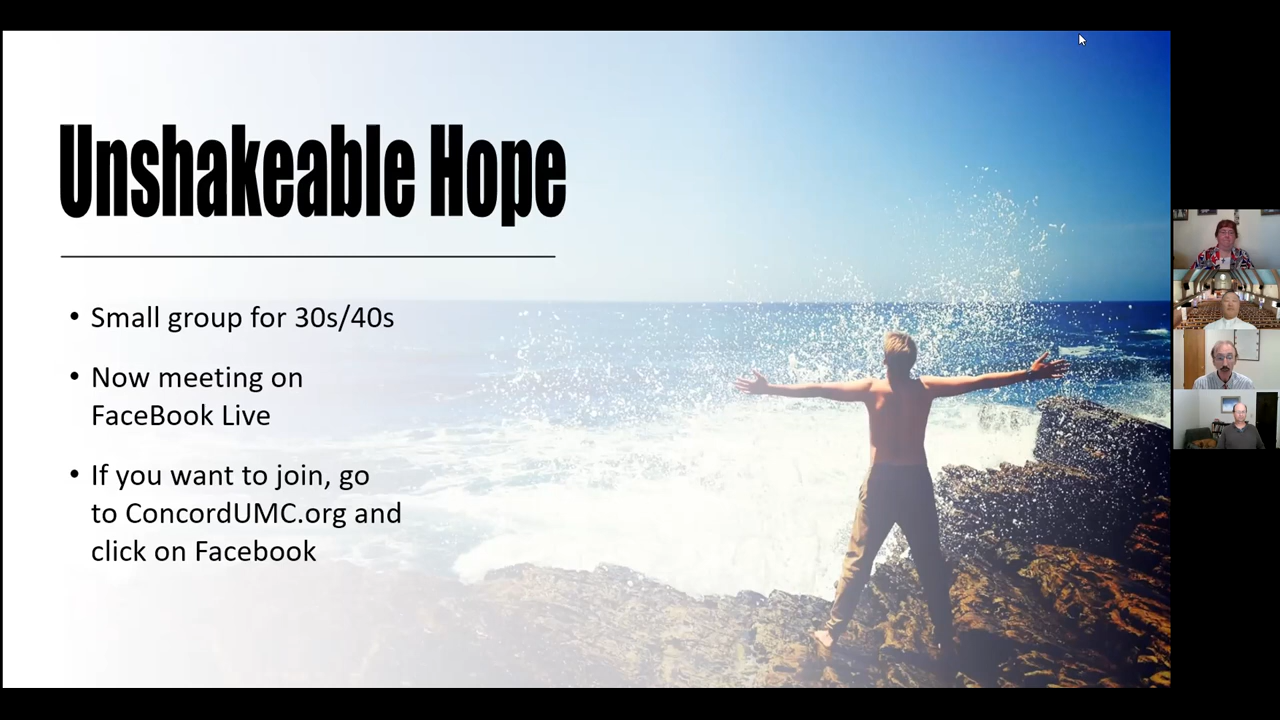 Unshakeable Hope
• Small group for 30s/40s
• Now meeting on
FaceBook Live
• If you want to join, go
to ConcordUMC.org and
click on Facebook